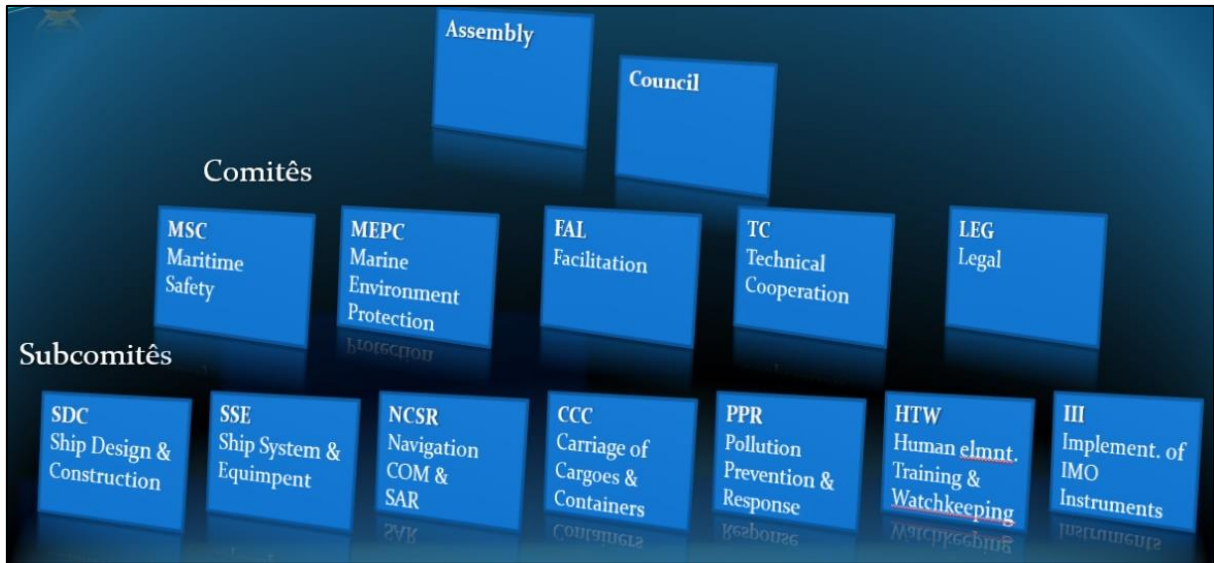 Assembly
Council
Comitês
MSC
Maritime
Safety
MEPC
Marine
Environment
Protection
FAL
Facilitation
TC
Technical
Cooperation
LEG
Legal
Subcomitês
SDC
Ship Design &
Construction
SSE
Ship System &
Equimpent
NCSR
Navigation
COM &
SAR
CCC
Carriage of
Cargoes &
Containers
PPR
Pollution
Prevention &
Response
HTW
Human elmnt.
Training &
Watchkeeping
III
Implement. of
IMO
Instruments